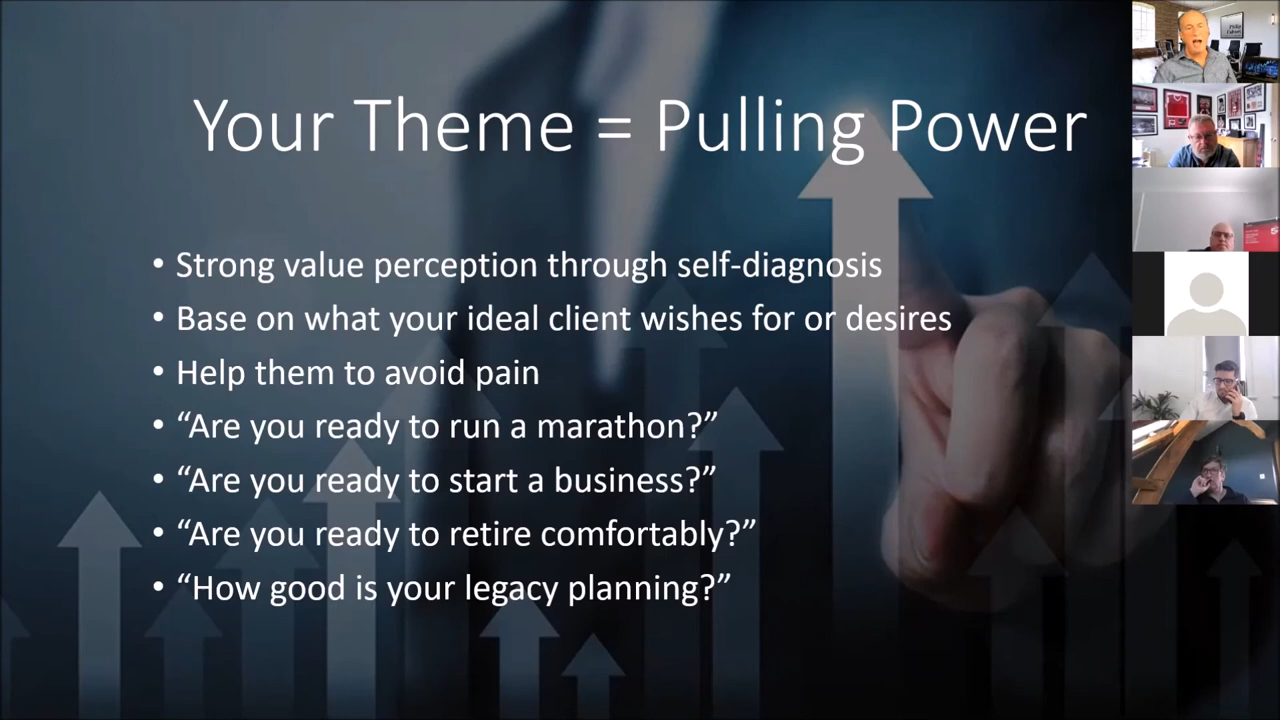 Your Theme = Pulling Power
• Strong value perception through self-diagnosis
• Base on what your ideal client wishes for or desires
• Help them to avoid pain
• “Are you ready to run a marathon?”
• “Are you ready to start a business?”
• “Are you ready to retire comfortably?”
• “How good is your legacy planning?”